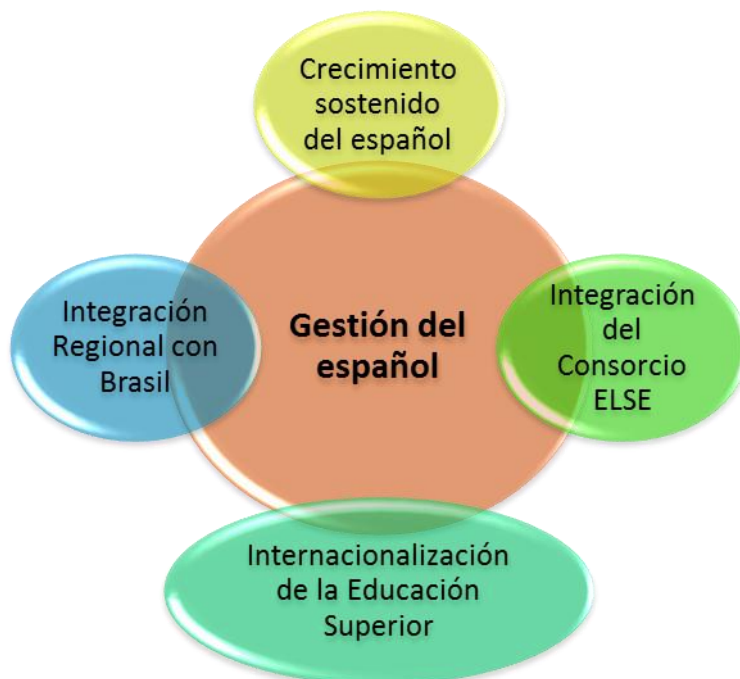 Crecimiento
sostenido
del español
Integración
Regional con
Brasil
Gestión del
español
Integración
del
Consorcio
ELSE
Internacionalización
de la Educación
Superior